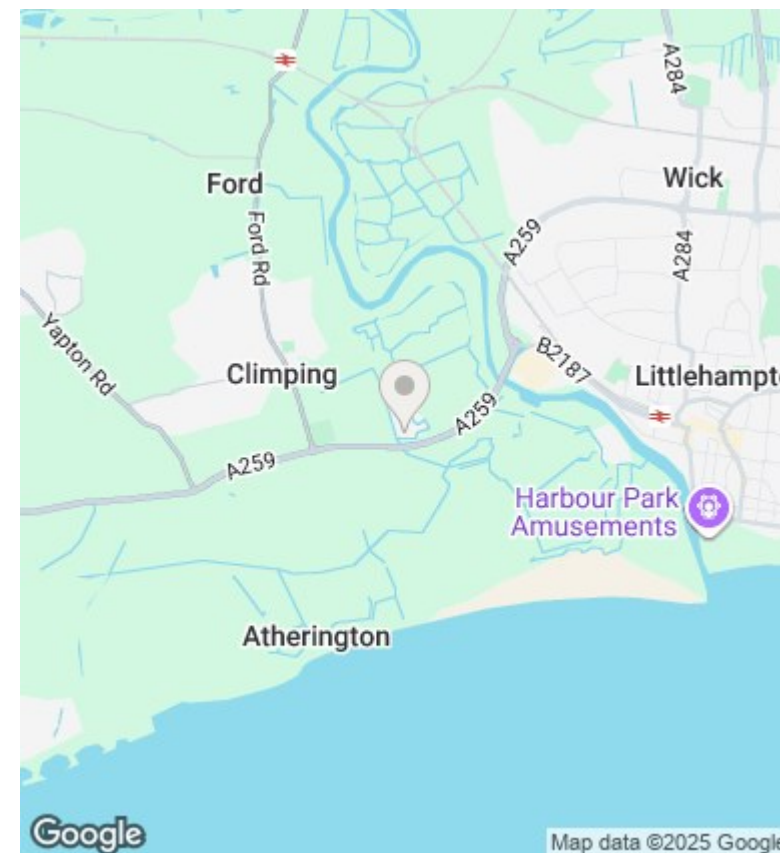 A284
Wick
Ford
A259
Ford Rd
A284
Yapton Rd
B2187
Climping
Littlehampt
A259
A259
Harbour Park
Amusements
Atherington
Google
Map data ©2025 Google